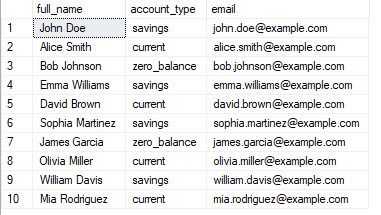 full_name account_type email
1 John Doe savings john.doe@example.com
2 Alice Smith current alice.smith@example.com
3 Bob Johnson zero_balance bob.johnson@example.com
4 Emma Williams savings emma.williams@example.com
5 David Brown current david.brown@example.com
6 Sophia Martinez savings sophia.martinez@example.com
7 James Garcia zero_balance james.garcia@example.com
8 Olivia Miller current olivia.miller@example.com
9 William Davis savings william.davis@example.com
10 Mia Rodriguez current mia.rodriguez@example.com